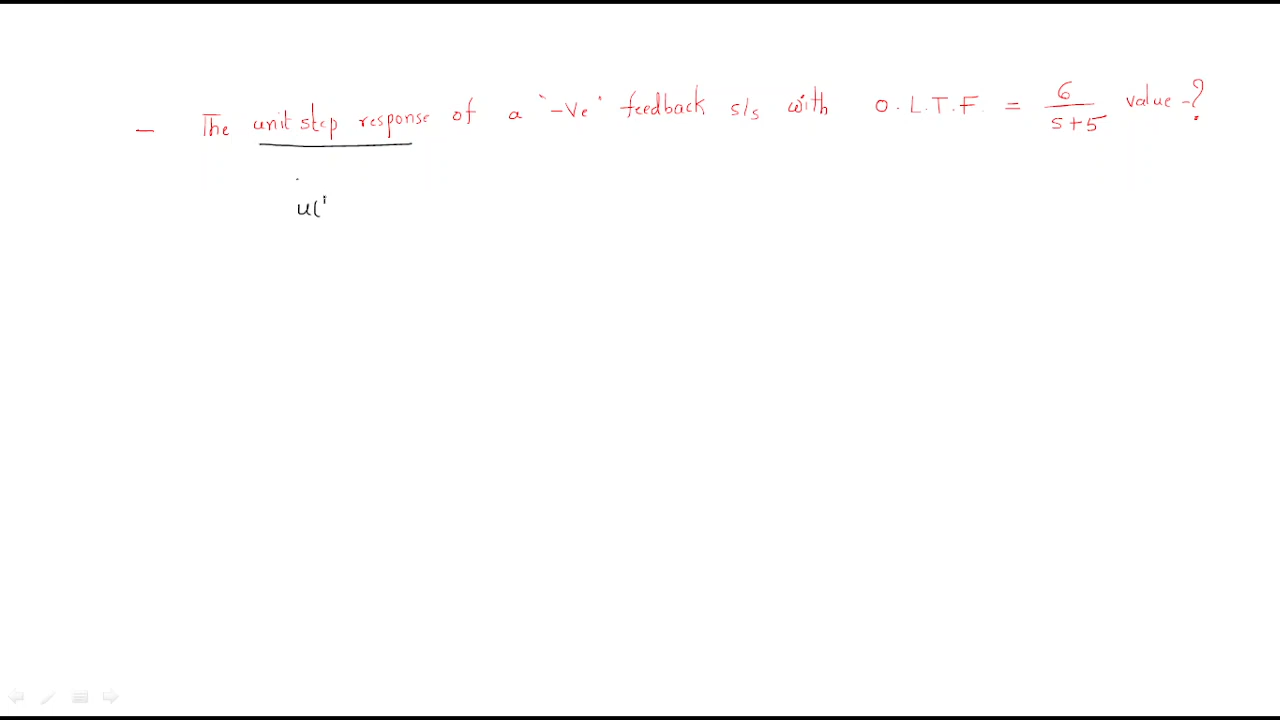 - The unit step response of a '-ve' feedback s/s with O.L.T.F. = 6/(s+5) value -?
u(